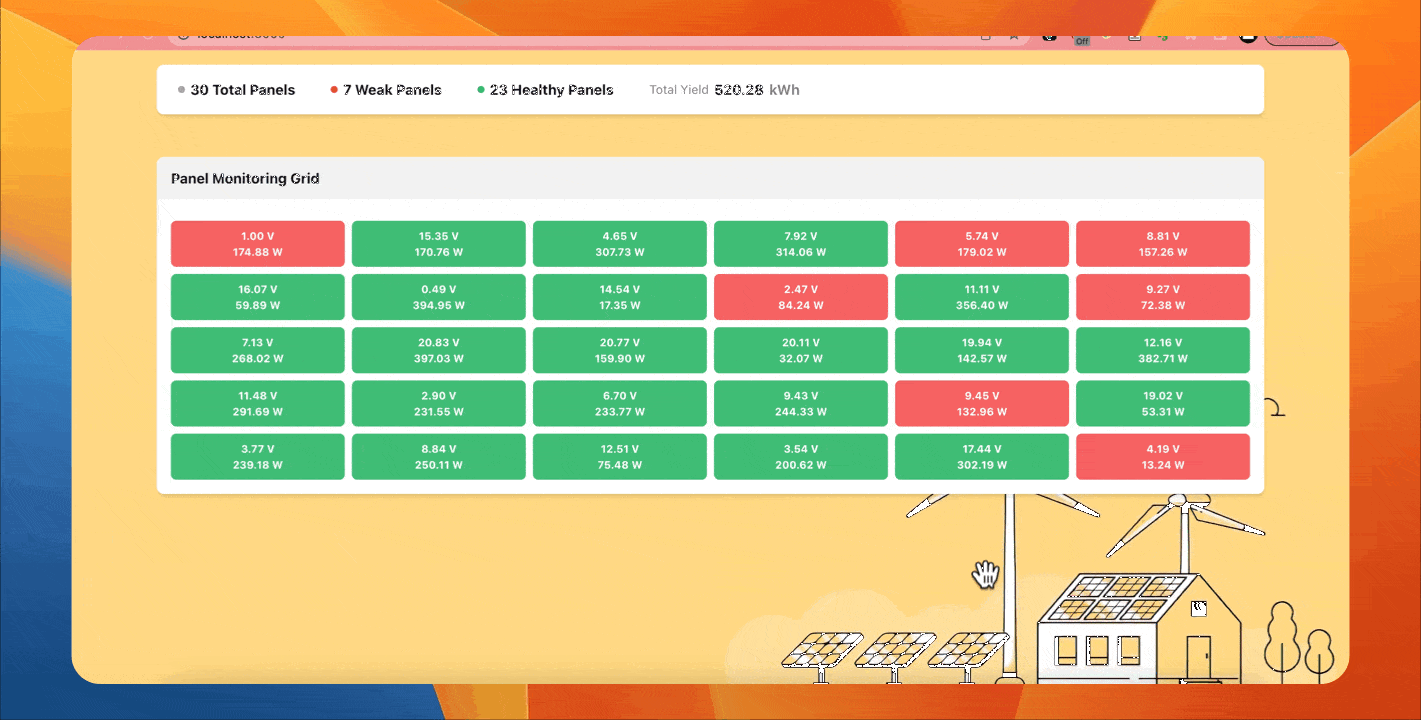 Off
30 Total Panels
7 Weak Panels
23 Healthy Panels
Total Yield 520.28 kWh
Panel Monitoring Grid
1.00 V
174.88 W
15.35 V
170.76 W
4.65 V
307.73 W
7.92 V
314.06 W
5.74 V
179.02 W
8.81 V
157.26 W
16.07 V
59.89 W
0.49 V
394.95 W
14.54 V
17.35 W
2.47 V
84.24 W
11.11 V
356.40 W
9.27 V
72.38 W
7.13 V
268.02 W
20.83 V
397.03 W
20.77 V
159.90 W
20.11 V
32.07 W
19.94 V
142.57 W
12.16 V
382.71 W
11.48 V
291.69 W
2.90 V
231.55 W
6.70 V
233.77 W
9.43 V
244.33 W
9.45 V
132.96 W
19.02 V
53.31 W
3.77 V
239.18 W
8.84 V
250.11 W
12.51 V
75.48 W
3.54 V
200.62 W
17.44 V
302.19 W
4.19 V
13.24 W